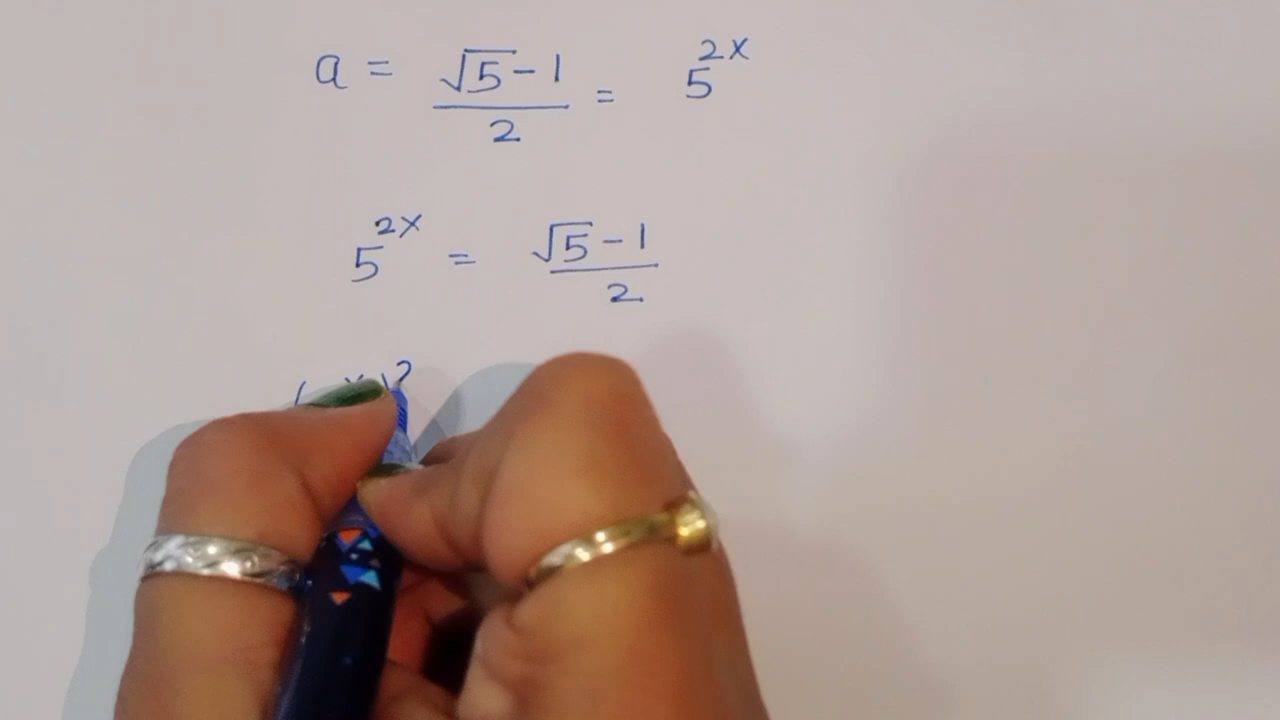 a = (√5 - 1)/2 = 5^2x
5^2x = (√5 - 1)/2